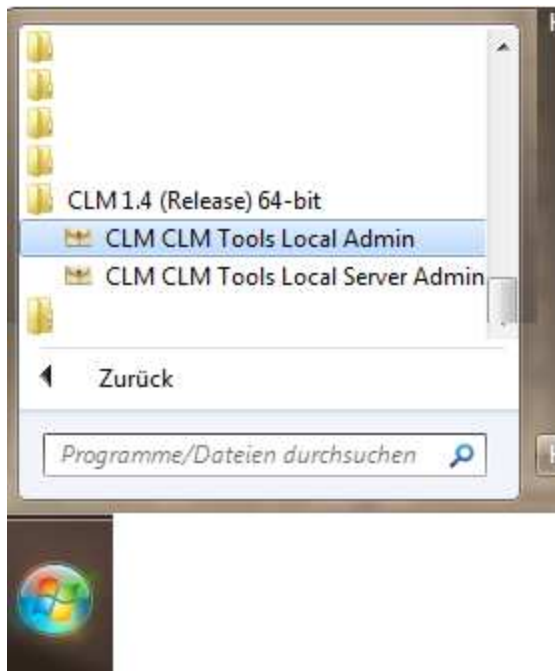 CLM 1.4 (Release) 64-bit
CLM CLM Tools Local Admin
CLM CLM Tools Local Server Admin
Zurück
Programme/Dateien durchsuchen